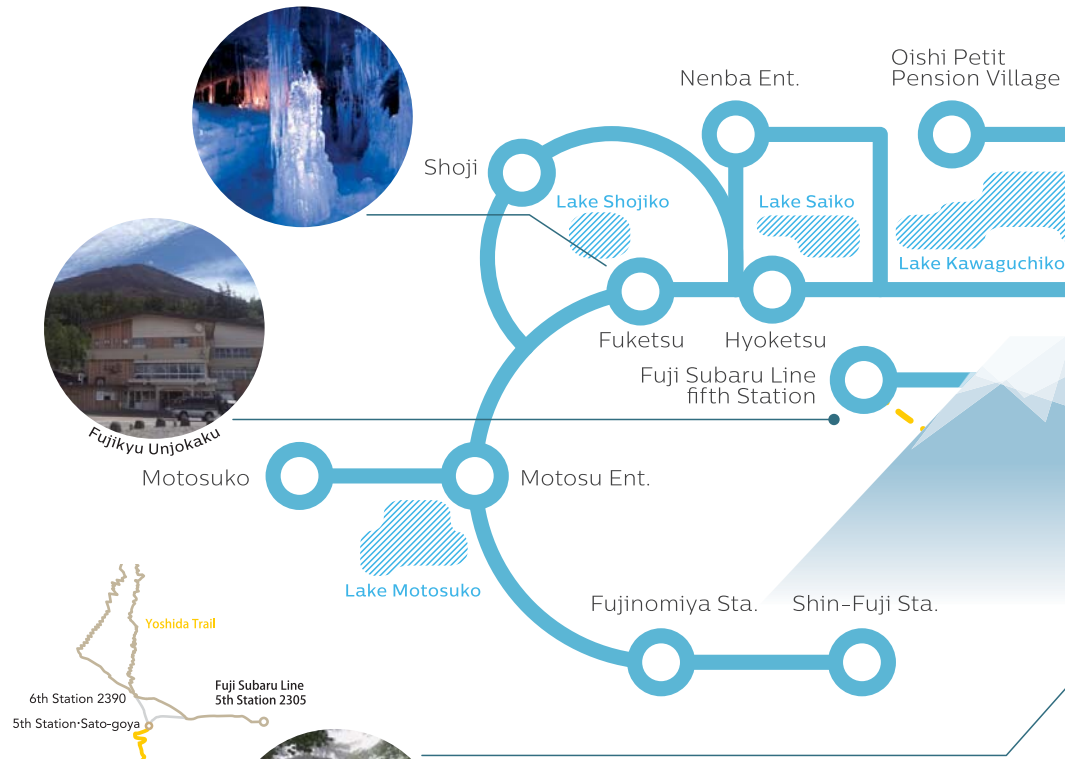 Oishi Petit
Pension Village
Nenba Ent.
Shoji
Lake Shojiko
Lake Saiko
Lake Kawaguchiko
Fuketsu
Hyoketsu
Fuji Subaru Line
fifth Station
Fujikyu Unjokaku
Motosuko
Motosu Ent.
Lake Motosuko
Fujinomiya Sta.
Shin-Fuji Sta.
Yoshida Trail
6th Station 2390
Fuji Subaru Line
5th Station 2305
5th Station·Sato-goya